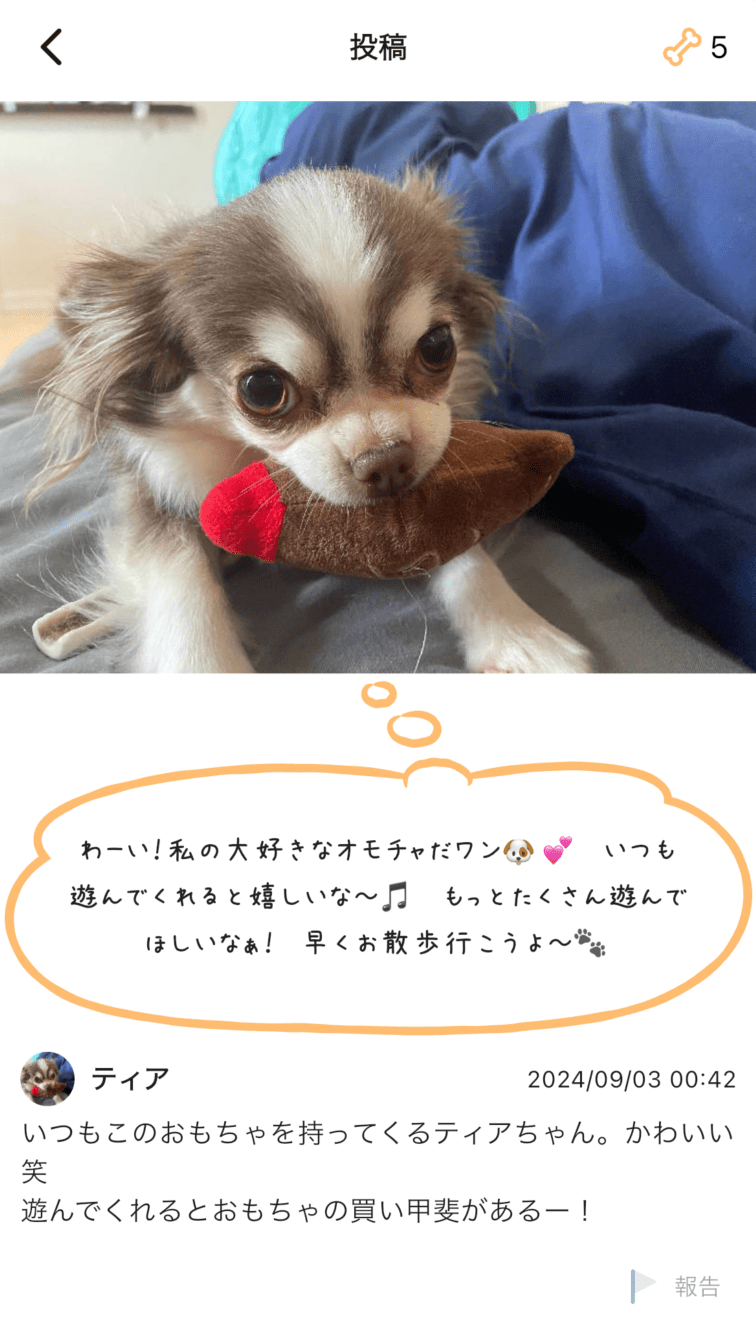 投稿
5
わーい!私の大好きなオモチャだワン🐶💕 いつも
遊んでくれると嬉しいな〜🎵 もっとたくさん遊んで
ほしいなぁ! 早くお散歩行こうよ〜🐾
ティア
2024/09/03 00:42
いつもこのおもちゃを持ってくるティアちゃん。かわいい
笑
遊んでくれるとおもちゃの買い甲斐があるー！
報告